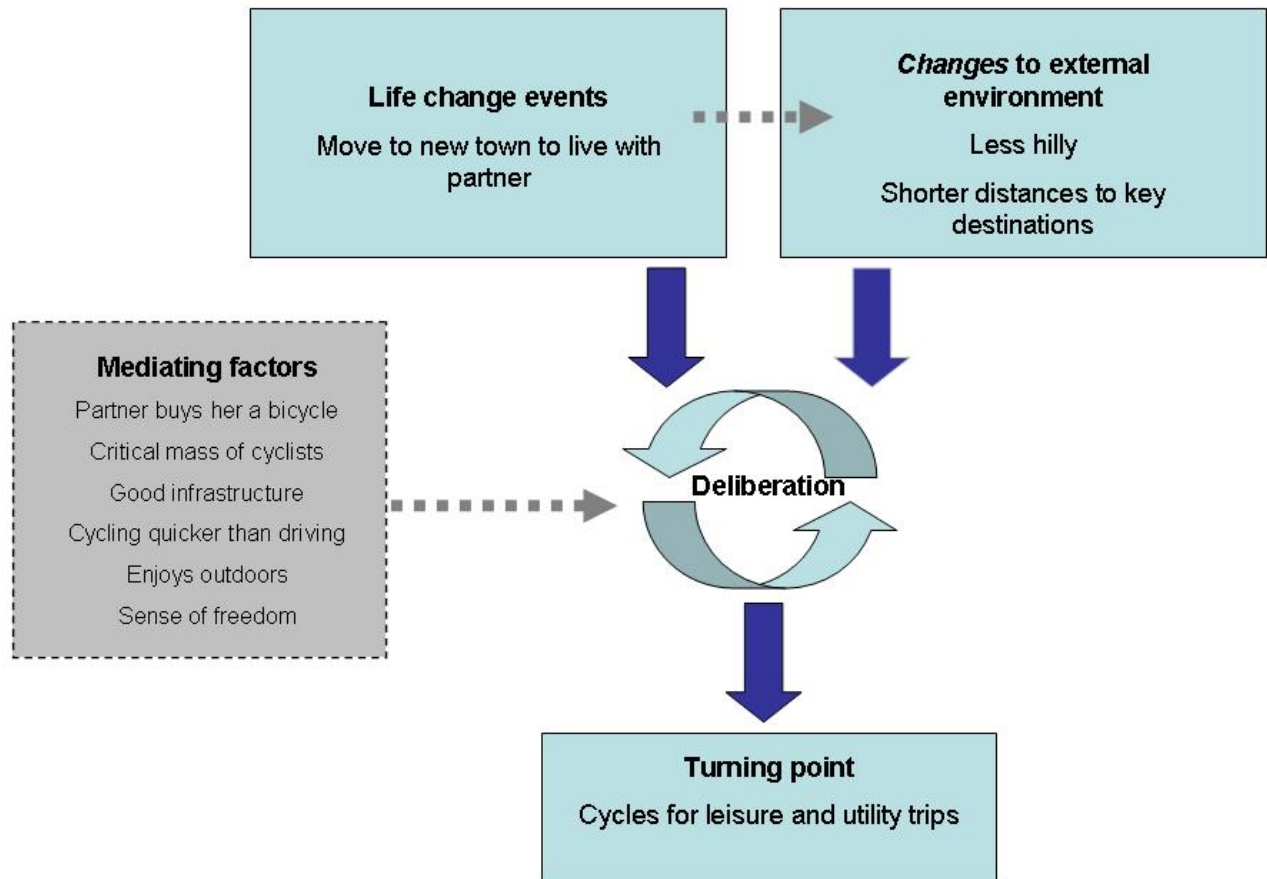 Life change events
Move to new town to live with
partner
Changes to external
environment
Less hilly
Shorter distances to key
destinations
Mediating factors
Partner buys her a bicycle
Critical mass of cyclists
Good infrastructure
Cycling quicker than driving
Enjoys outdoors
Sense of freedom
Deliberation
Turning point
Cycles for leisure and utility trips